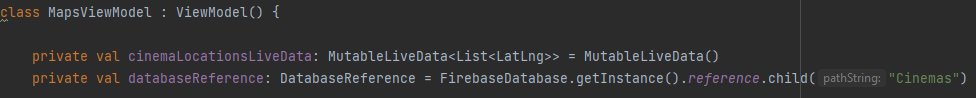 class MapsViewModel : ViewModel() {
private val cinemaLocationsLiveData: MutableLiveData<List<LatLng>> = MutableLiveData()
private val databaseReference: DatabaseReference = FirebaseDatabase.getInstance().reference.child( pathString: "Cinemas")